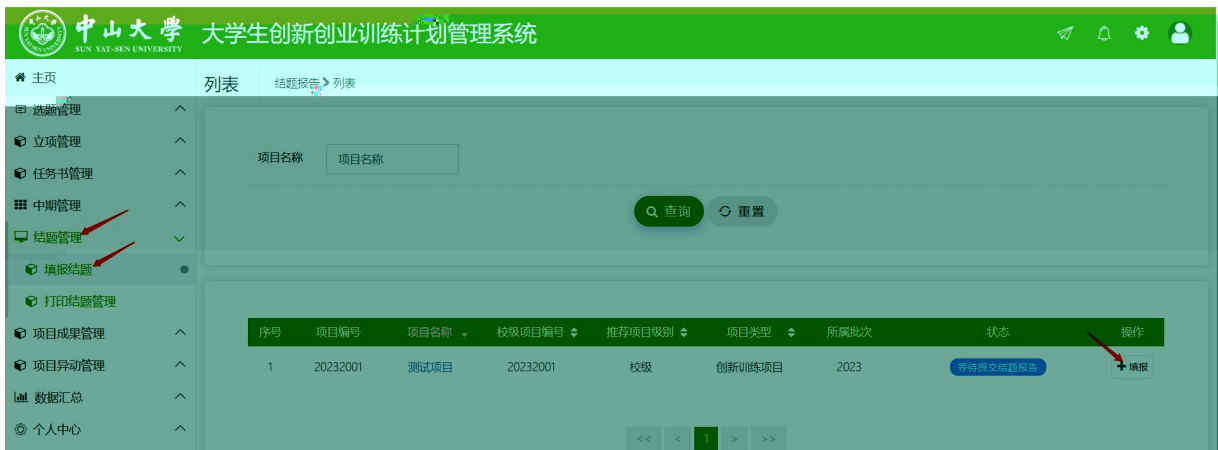 中山大學 大学生创新创业训练计划管理系统
SUN YAT-SEN UNIVERSITY
主页
列表 结题报告 列表
选题管理
立项管理
项目名称 项目名称
任务书管理
中期管理
查询 重置
结题管理
填报结题
打印结题管理
序号 项目编号 项目名称 校级项目编号 推荐项目级别 项目类型 所属批次 状态 操作
项目成果管理
1 20232001 测试项目 20232001 校级 创新训练项目 2023 等待提交结题报告 填报
项目异动管理
数据汇总
个人中心
<< < 1 > >>